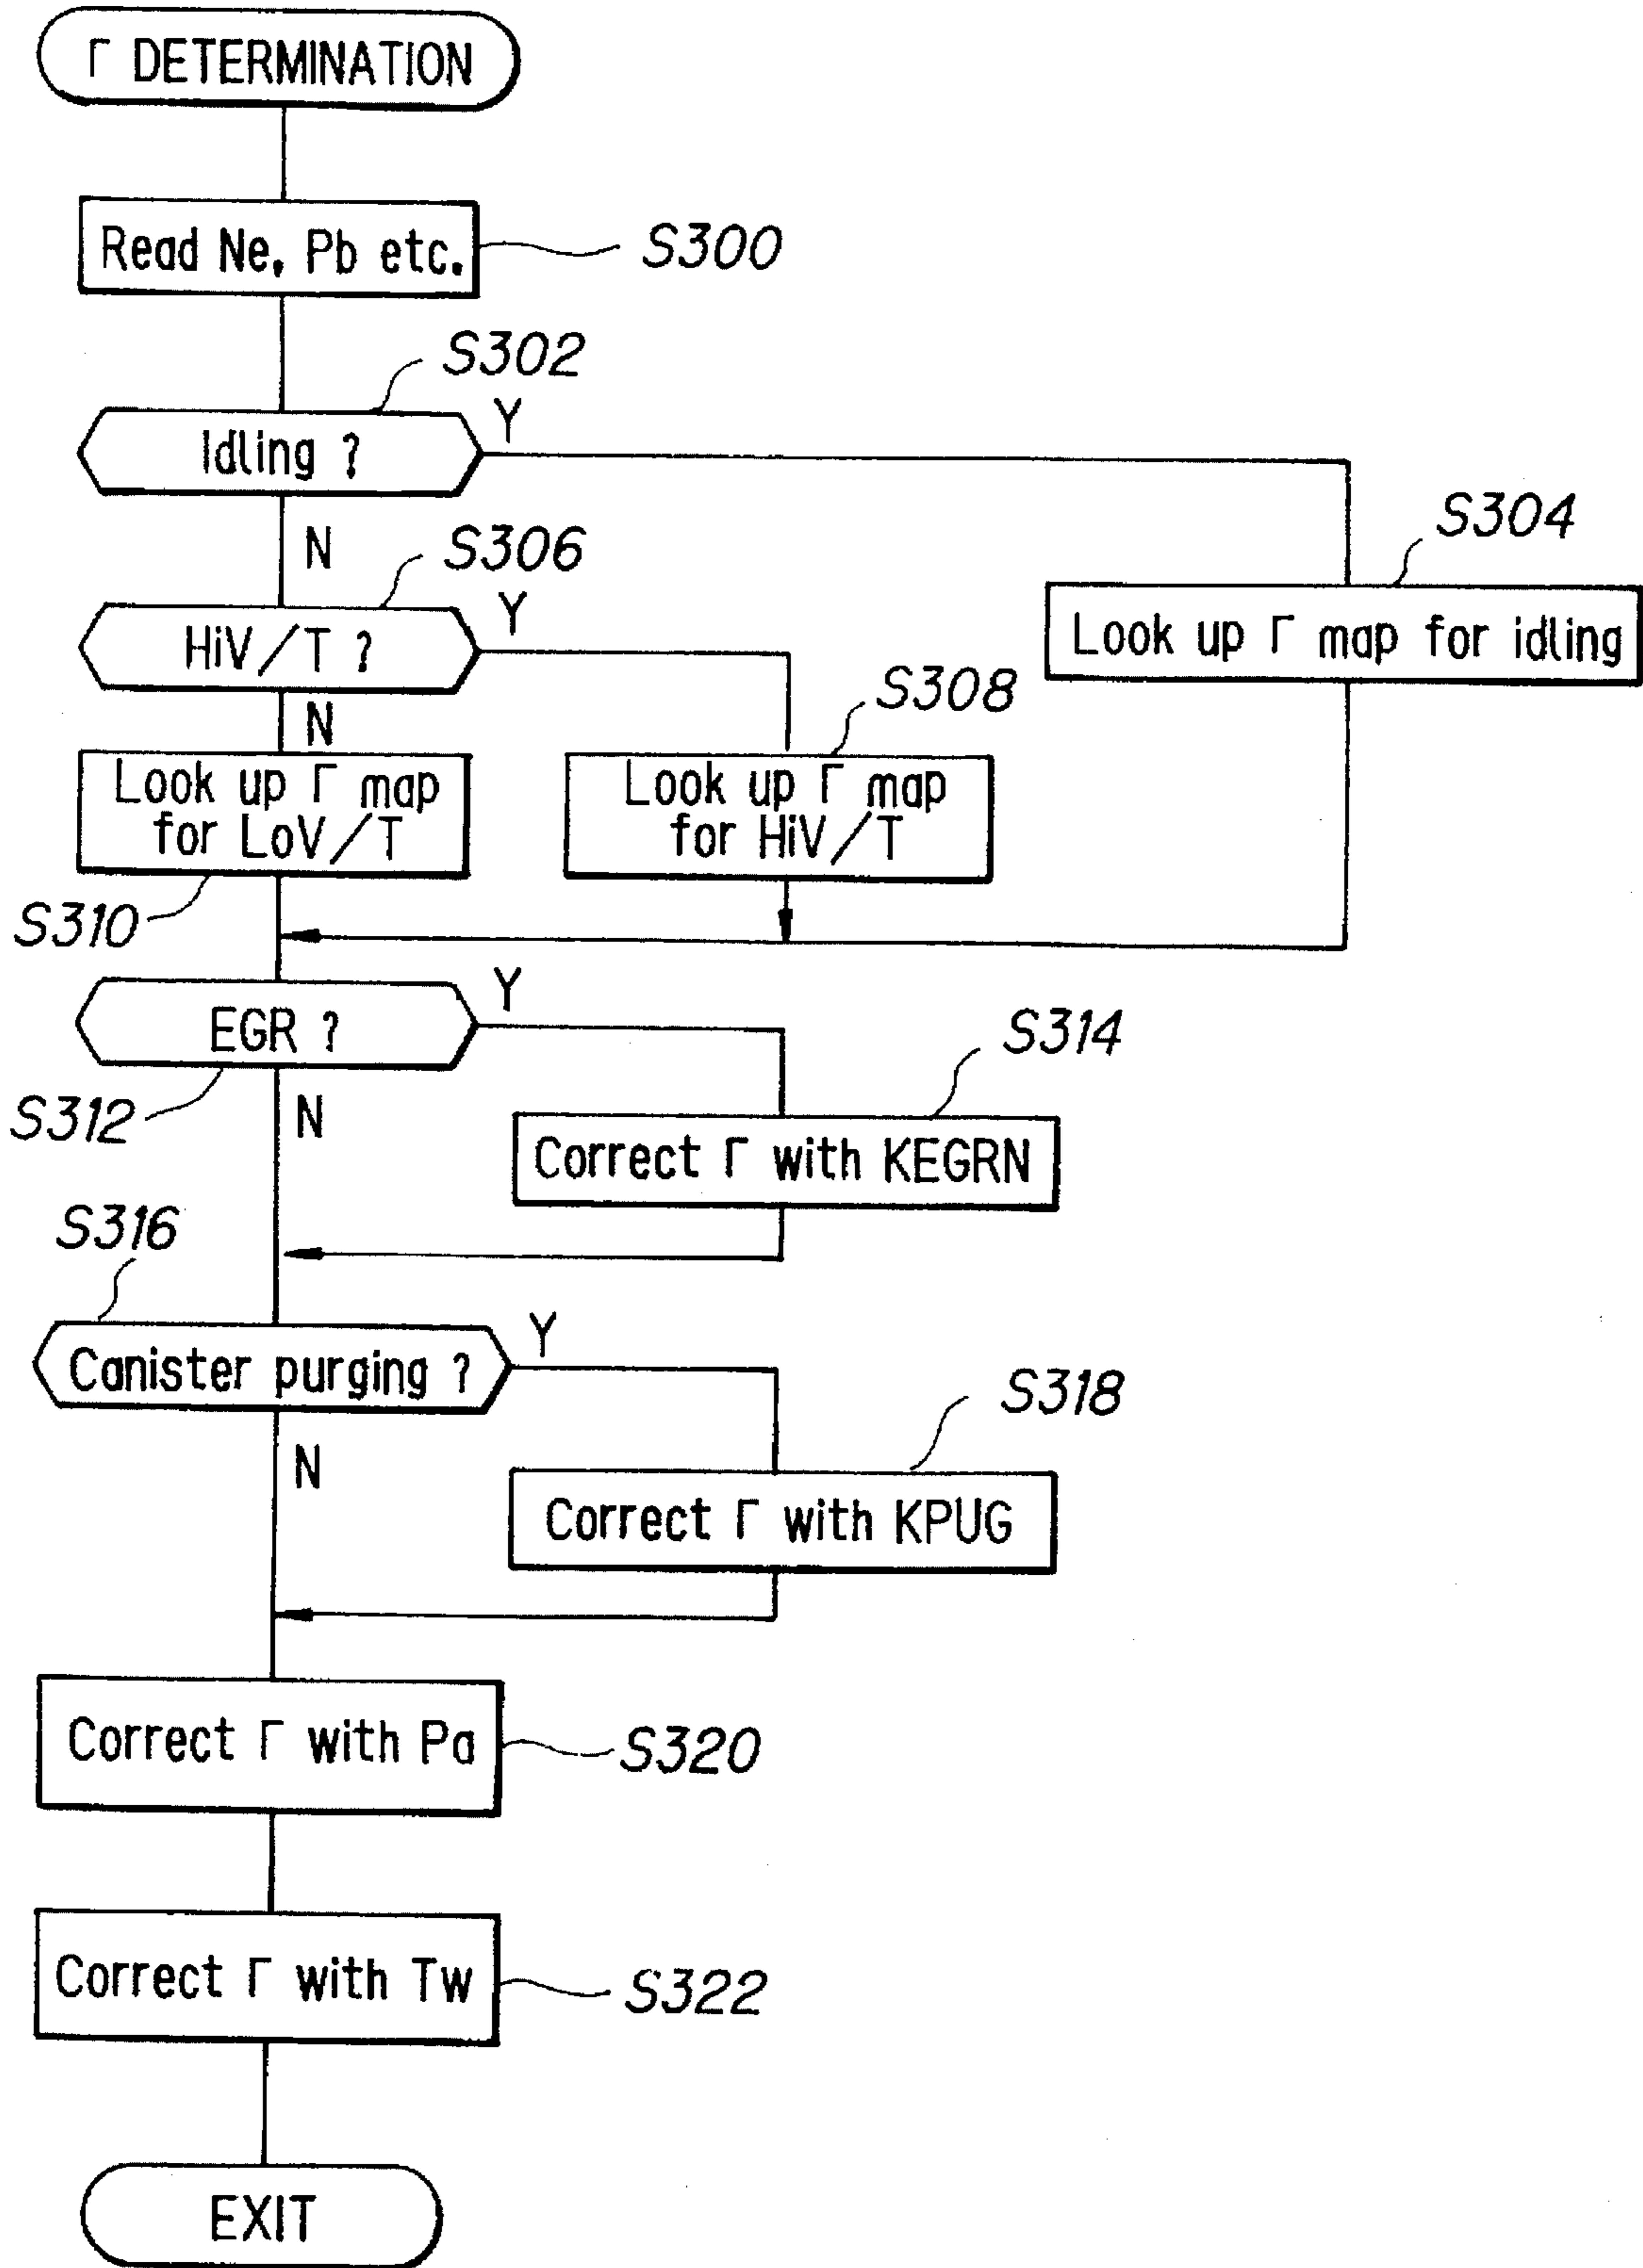 Γ DETERMINATION
Read Ne, Pb etc.
S300
S302
Idling ?
Y
N
S304
Look up Γ map for idling
S306
HiV/T ?
Y
N
S308
Look up Γ map
for HiV/T
Look up Γ map
for LoV/T
S310
EGR ?
Y
S312
N
S314
Correct Γ with KEGRN
S316
Canister purging ?
Y
N
S318
Correct Γ with KPUG
Correct Γ with Pa
S320
Correct Γ with Tw
S322
EXIT